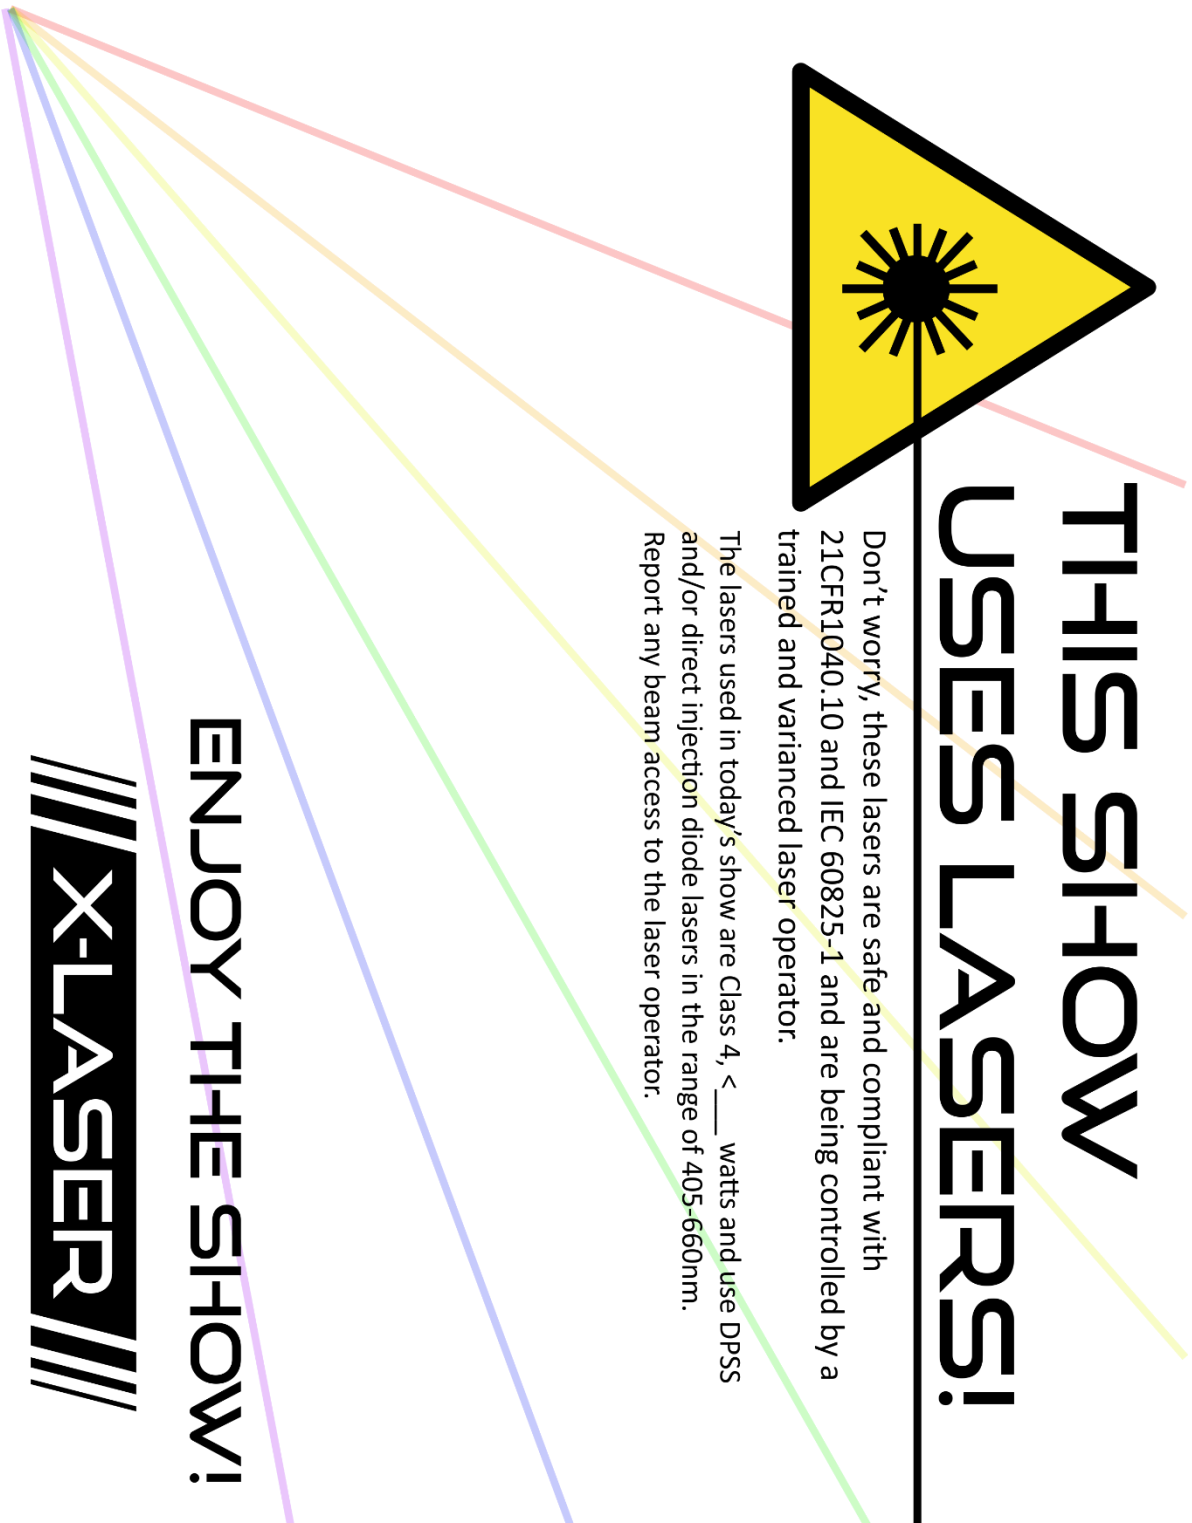 THIS SHOW
USES LASERS!
Don't worry, these lasers are safe and compliant with
21CFR1040.10 and IEC 60825-1 and are being controlled by a
trained and varianced laser operator.
The lasers used in today's show are Class 4, <____ watts and use DPSS
and/or direct injection diode lasers in the range of 405-660nm.
Report any beam access to the laser operator.
ENJOY THE SHOW!
X-LASER